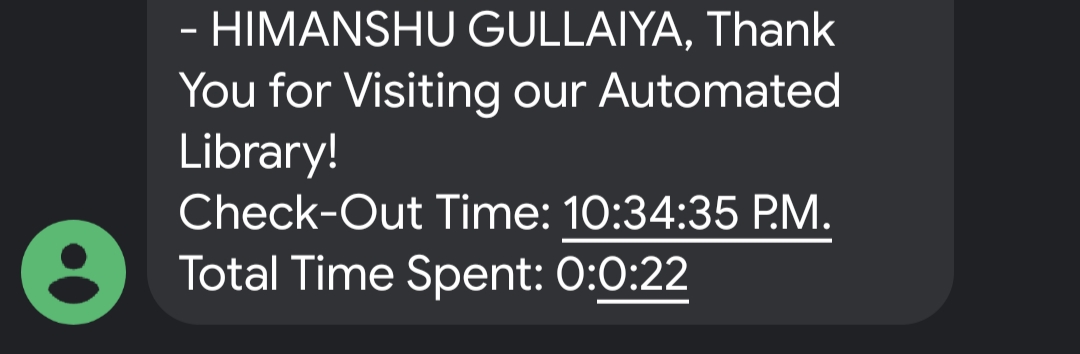 - HIMANSHU GULLAIYA, Thank
You for Visiting our Automated
Library!
Check-Out Time: 10:34:35 P.M.
Total Time Spent: 0:0:22